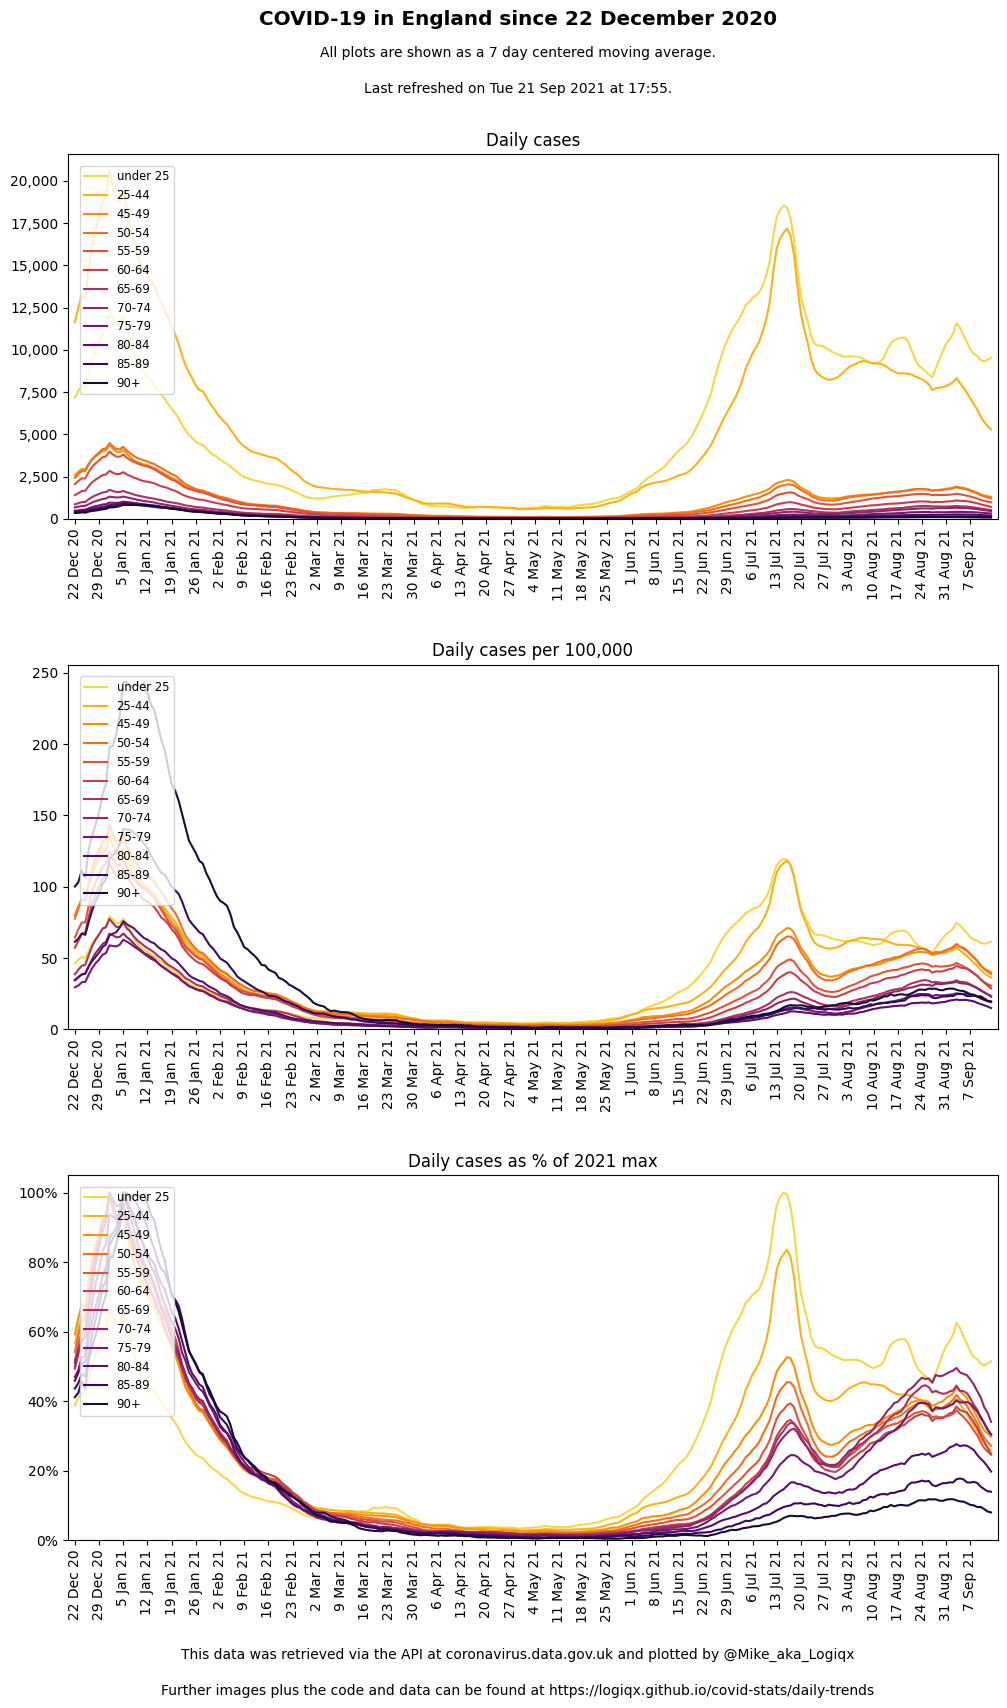 COVID-19 in England since 22 December 2020
All plots are shown as a 7 day centered moving average.
Last refreshed on Tue 21 Sep 2021 at 17:55.
Daily cases
20,000
17,500
15,000
12,500
10,000
7,500
5,000
2,500
0
under 25
25-44
45-49
50-54
55-59
60-64
65-69
70-74
75-79
80-84
85-89
90+
22 Dec 20
29 Dec 20
5 Jan 21
12 Jan 21
19 Jan 21
26 Jan 21
2 Feb 21
9 Feb 21
16 Feb 21
23 Feb 21
2 Mar 21
9 Mar 21
16 Mar 21
23 Mar 21
30 Mar 21
6 Apr 21
13 Apr 21
20 Apr 21
27 Apr 21
4 May 21
11 May 21
18 May 21
25 May 21
1 Jun 21
8 Jun 21
15 Jun 21
22 Jun 21
29 Jun 21
6 Jul 21
13 Jul 21
20 Jul 21
27 Jul 21
3 Aug 21
10 Aug 21
17 Aug 21
24 Aug 21
31 Aug 21
7 Sep 21
Daily cases per 100,000
250
200
150
100
50
0
under 25
25-44
45-49
50-54
55-59
60-64
65-69
70-74
75-79
80-84
85-89
90+
22 Dec 20
29 Dec 20
5 Jan 21
12 Jan 21
19 Jan 21
26 Jan 21
2 Feb 21
9 Feb 21
16 Feb 21
23 Feb 21
2 Mar 21
9 Mar 21
16 Mar 21
23 Mar 21
30 Mar 21
6 Apr 21
13 Apr 21
20 Apr 21
27 Apr 21
4 May 21
11 May 21
18 May 21
25 May 21
1 Jun 21
8 Jun 21
15 Jun 21
22 Jun 21
29 Jun 21
6 Jul 21
13 Jul 21
20 Jul 21
27 Jul 21
3 Aug 21
10 Aug 21
17 Aug 21
24 Aug 21
31 Aug 21
7 Sep 21
Daily cases as % of 2021 max
100%
80%
60%
40%
20%
0%
under 25
25-44
45-49
50-54
55-59
60-64
65-69
70-74
75-79
80-84
85-89
90+
22 Dec 20
29 Dec 20
5 Jan 21
12 Jan 21
19 Jan 21
26 Jan 21
2 Feb 21
9 Feb 21
16 Feb 21
23 Feb 21
2 Mar 21
9 Mar 21
16 Mar 21
23 Mar 21
30 Mar 21
6 Apr 21
13 Apr 21
20 Apr 21
27 Apr 21
4 May 21
11 May 21
18 May 21
25 May 21
1 Jun 21
8 Jun 21
15 Jun 21
22 Jun 21
29 Jun 21
6 Jul 21
13 Jul 21
20 Jul 21
27 Jul 21
3 Aug 21
10 Aug 21
17 Aug 21
24 Aug 21
31 Aug 21
7 Sep 21
This data was retrieved via the API at coronavirus.data.gov.uk and plotted by @Mike_aka_Logiqx
Further images plus the code and data can be found at https://logiqx.github.io/covid-stats/daily-trends